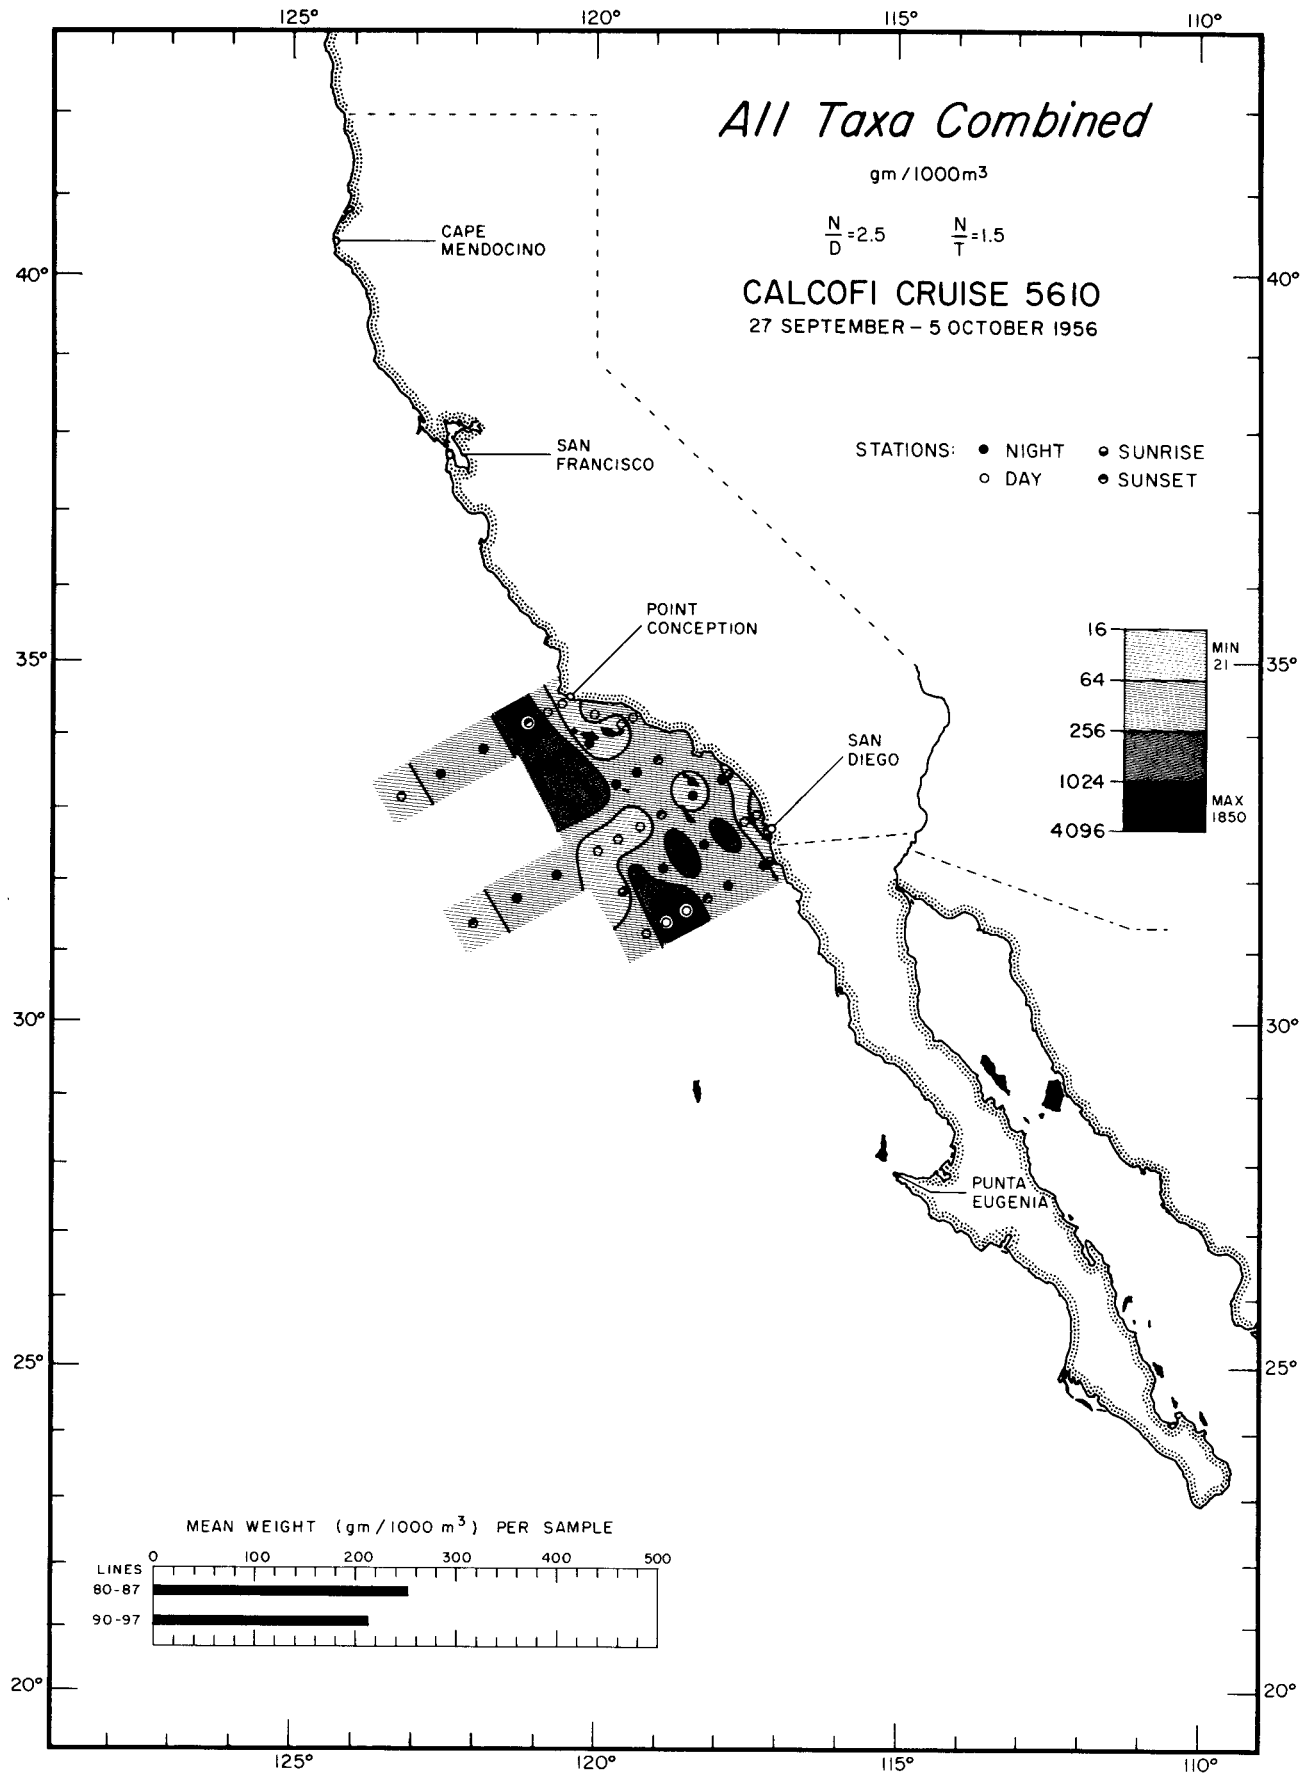 125° 120° 115° 110°
All Taxa Combined
gm/1000m³
N/D = 2.5 N/T = 1.5
CALCOFI CRUISE 5610
27 SEPTEMBER – 5 OCTOBER 1956
CAPE
MENDOCINO
40° 40°
SAN
FRANCISCO
STATIONS: ● NIGHT SUNRISE
○ DAY SUNSET
POINT
CONCEPTION
16
MIN
21
35° 35°
64
256
SAN
DIEGO
1024
MAX
1850
4096
30° 30°
PUNTA
EUGENIA
25° 25°
MEAN WEIGHT (gm/1000 m³) PER SAMPLE
0 100 200 300 400 500
LINES
80-87
90-97
20° 20°
125° 120° 115° 110°